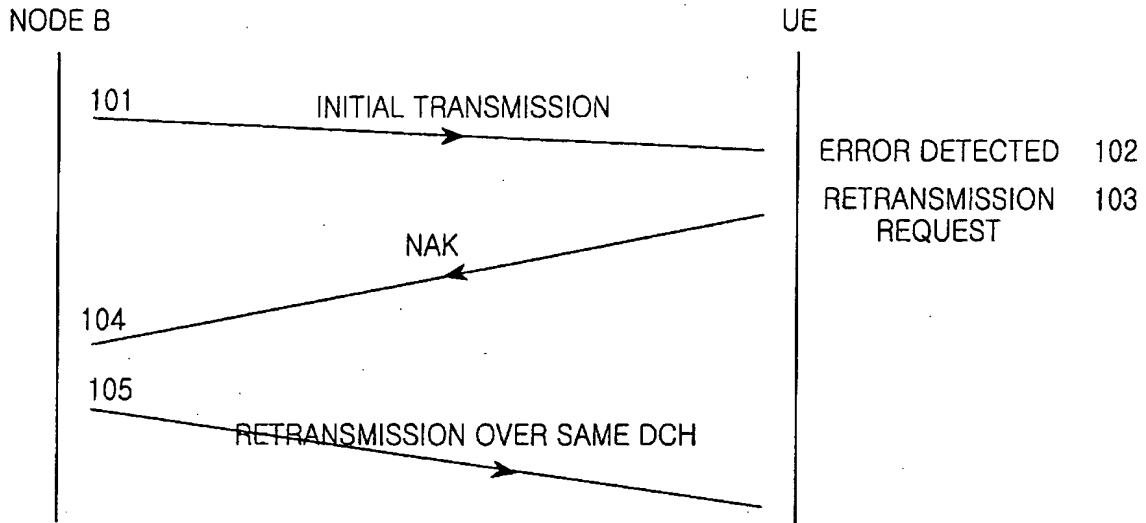 NODE B
UE
101
INITIAL TRANSMISSION
ERROR DETECTED 102
RETRANSMISSION 103
REQUEST
NAK
104
105
RETRANSMISSION OVER SAME DCH